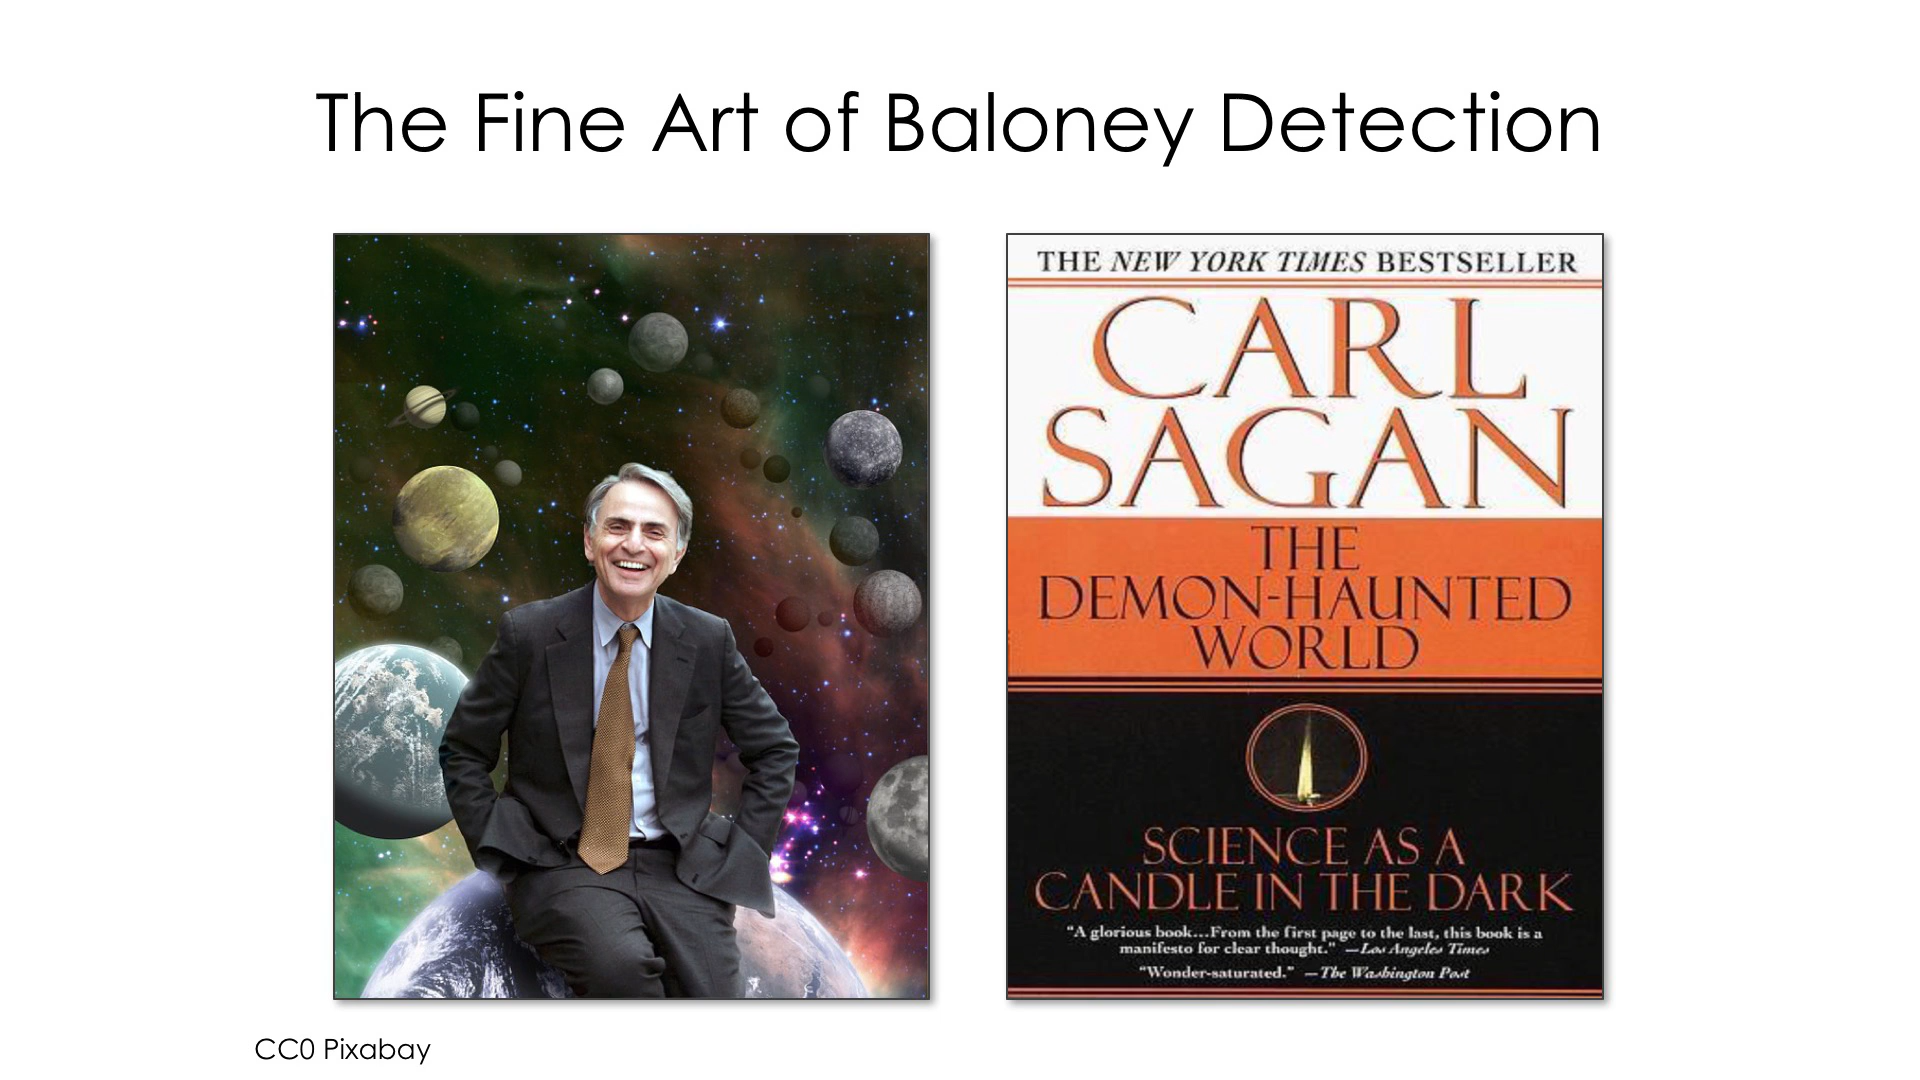 The Fine Art of Baloney Detection
THE NEW YORK TIMES BESTSELLER
CARL
SAGAN
THE
DEMON-HAUNTED
WORLD
SCIENCE AS A
CANDLE IN THE DARK
“A glorious book...From the first page to the last, this book is a
manifesto for clear thought.” —Los Angeles Times
“Wonder-saturated.” —The Washington Post
CC0 Pixabay